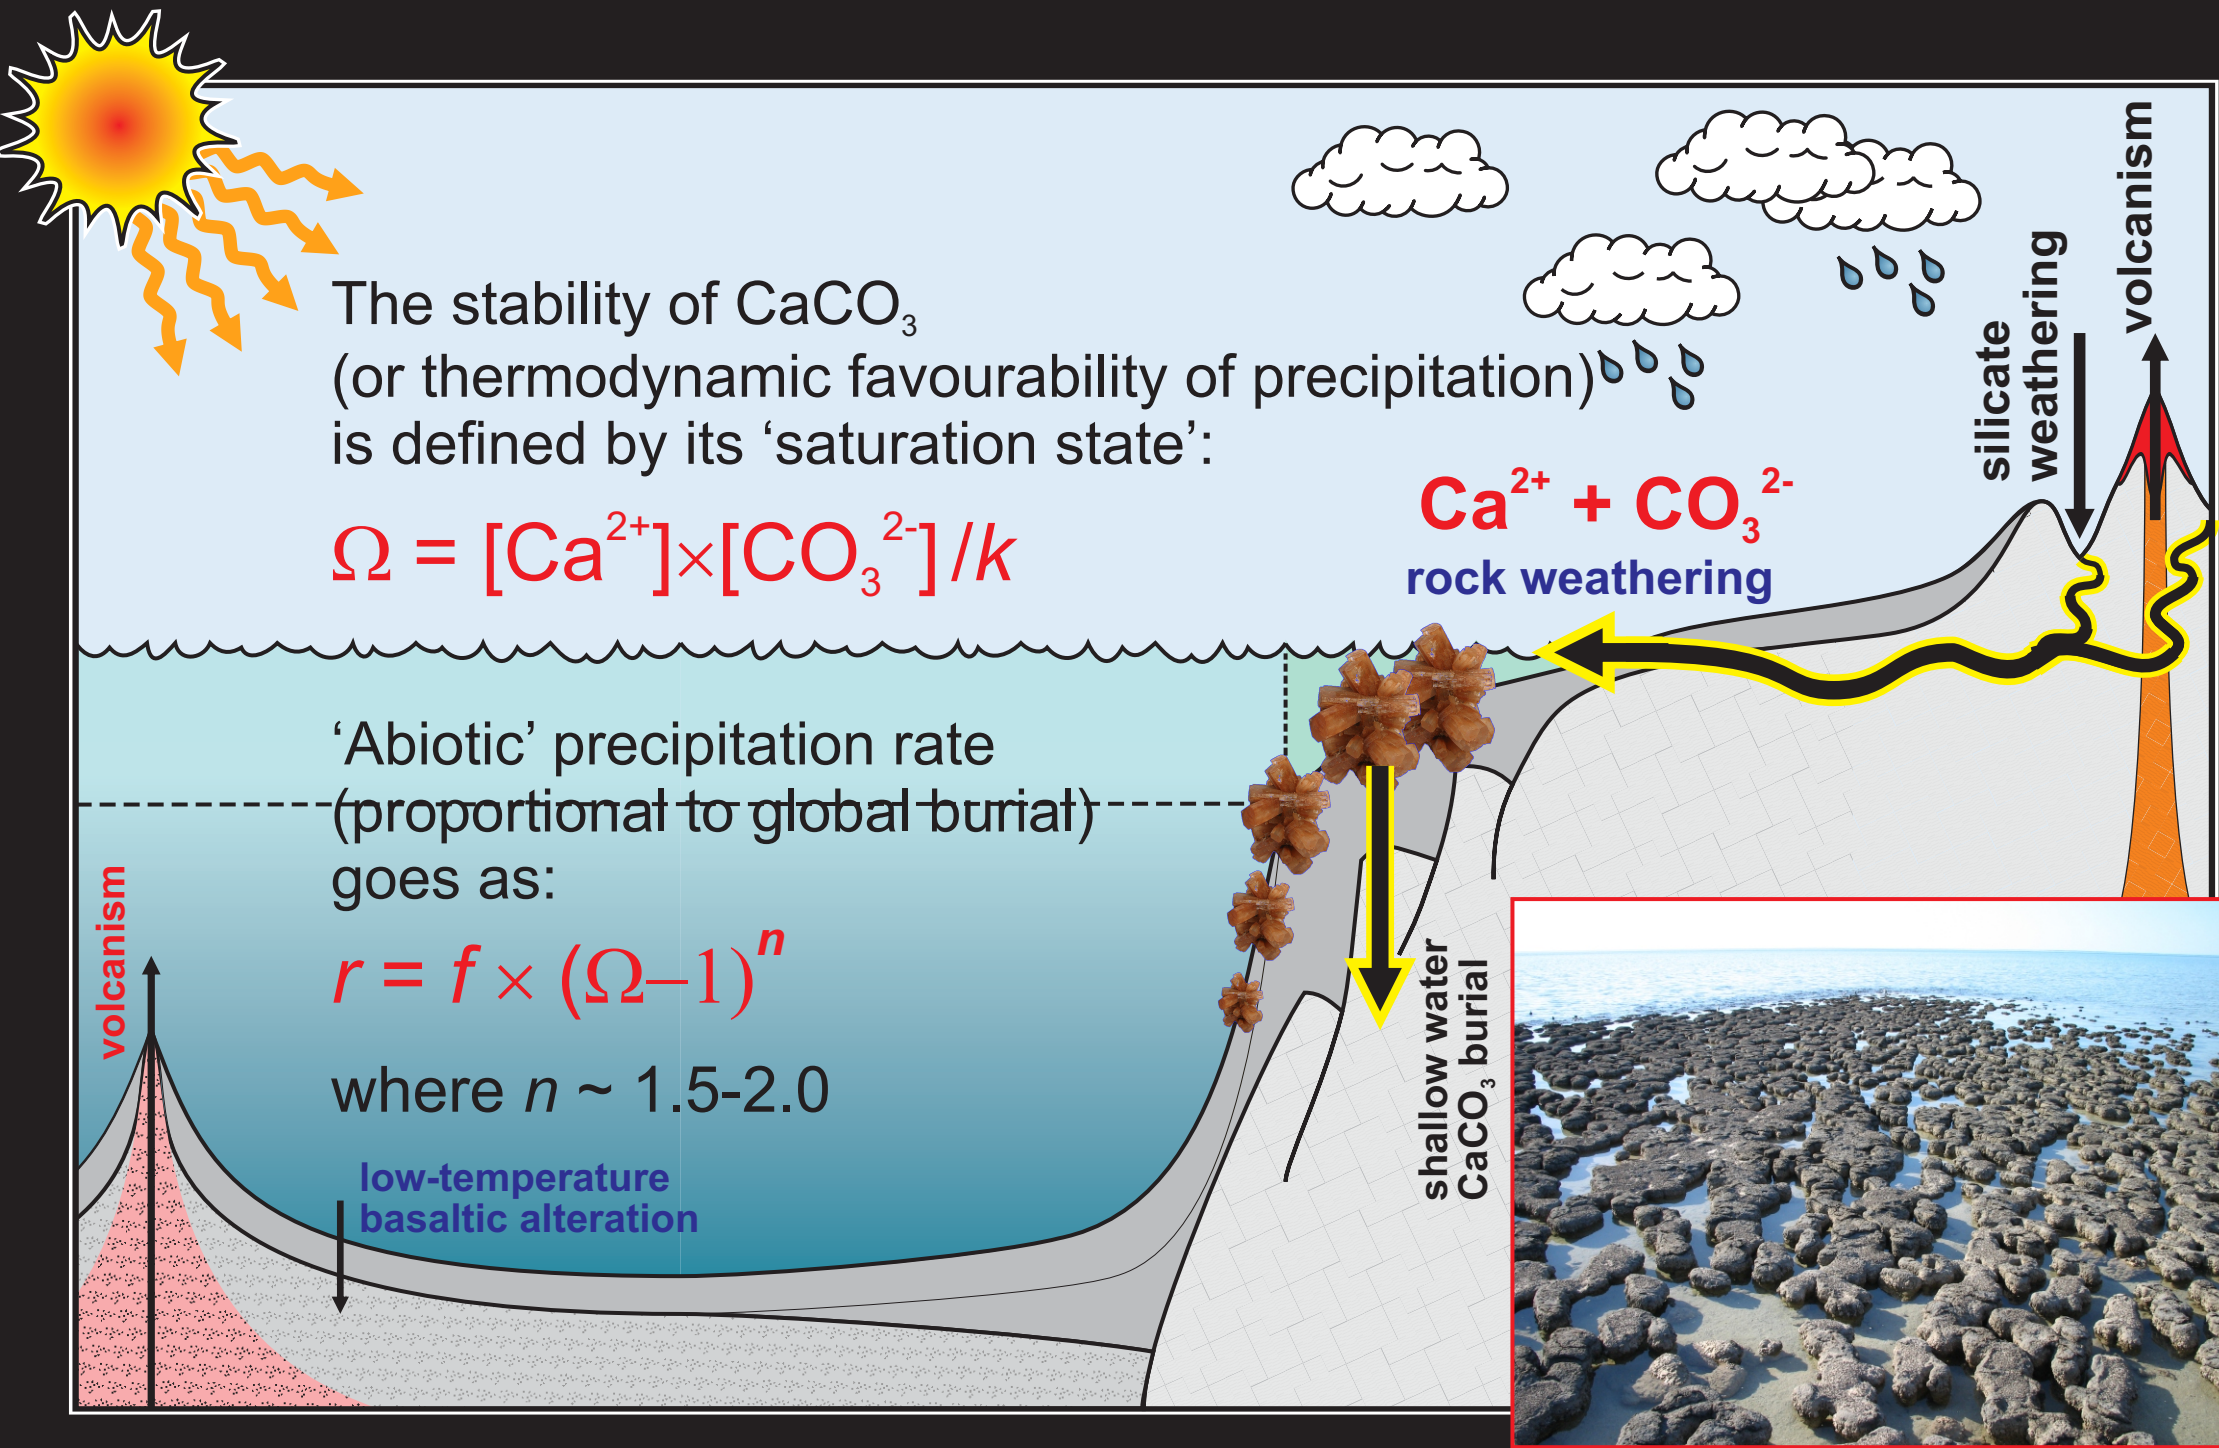 The stability of CaCO₃
(or thermodynamic favourability of precipitation)
is defined by its ‘saturation state’:
Ω = [Ca²⁺]×[CO₃²⁻]/k
Ca²⁺ + CO₃²⁻
rock weathering
silicate
weathering
volcanism
‘Abiotic’ precipitation rate
(proportional to global burial)
goes as:
r = f × (Ω–1)ⁿ
where n ~ 1.5-2.0
volcanism
low-temperature
basaltic alteration
shallow water
CaCO₃ burial